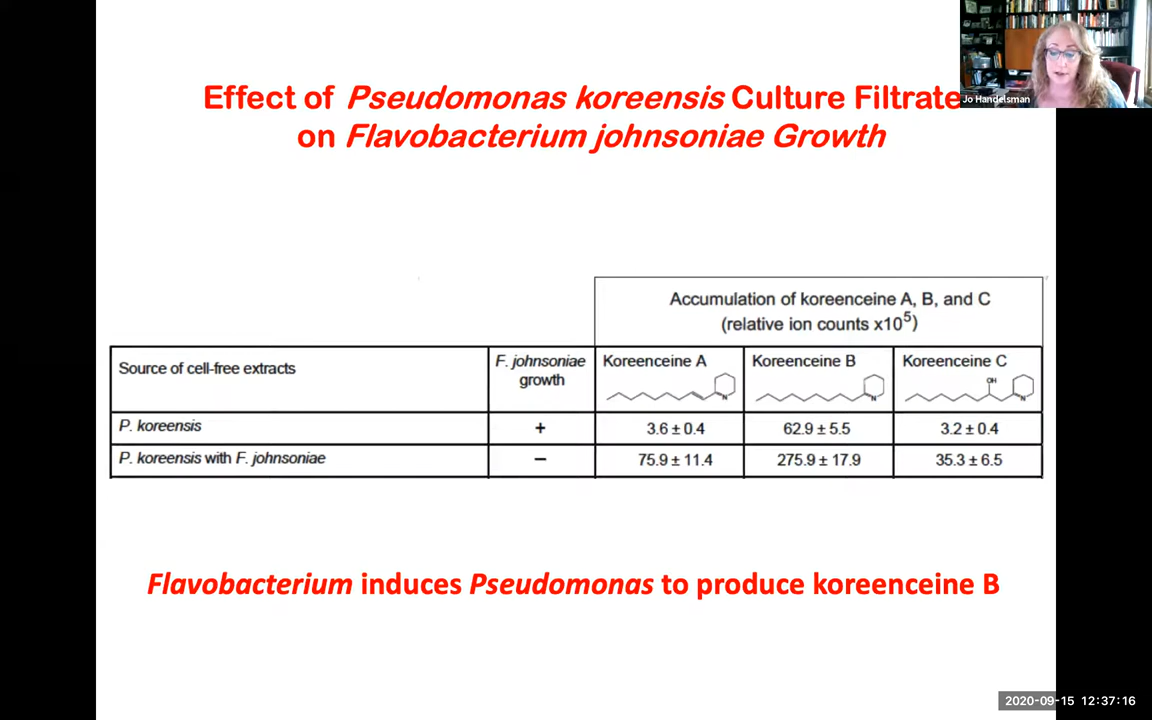 Effect of Pseudomonas koreensis Culture Filtrate
on Flavobacterium johnsoniae Growth
Jo Handelsman
Accumulation of koreenceine A, B, and C
(relative ion counts x10⁵)
Source of cell-free extracts
F. johnsoniae
growth
Koreenceine A
N
Koreenceine B
N
Koreenceine C
OH
N
P. koreensis + 3.6 ± 0.4 62.9 ± 5.5 3.2 ± 0.4
P. koreensis with F. johnsoniae − 75.9 ± 11.4 275.9 ± 17.9 35.3 ± 6.5
Flavobacterium induces Pseudomonas to produce koreenceine B
2020-09-15 12:37:16